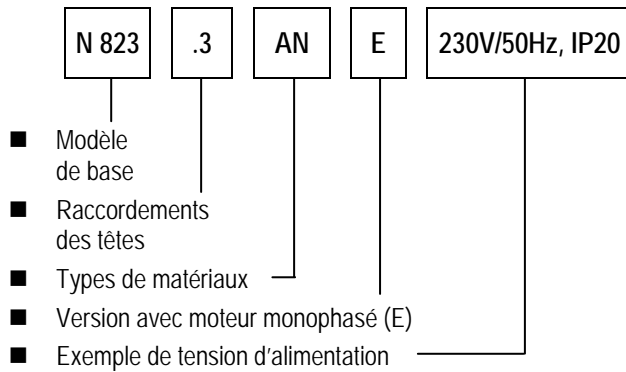 N 823 .3 AN E 230V/50Hz, IP20
■ Modèle
de base
■ Raccordements
des têtes
■ Types de matériaux
■ Version avec moteur monophasé (E)
■ Exemple de tension d’alimentation